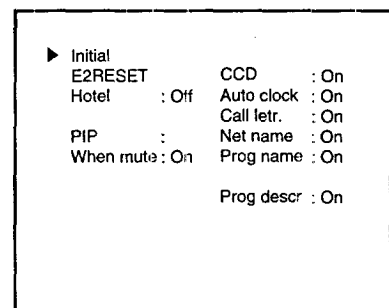 ▶ Initial
E2RESET CCD : On
Hotel : Off Auto clock : On
Call letr. : On
PIP : Net name : On
When mute : On Prog name : On
Prog descr : On